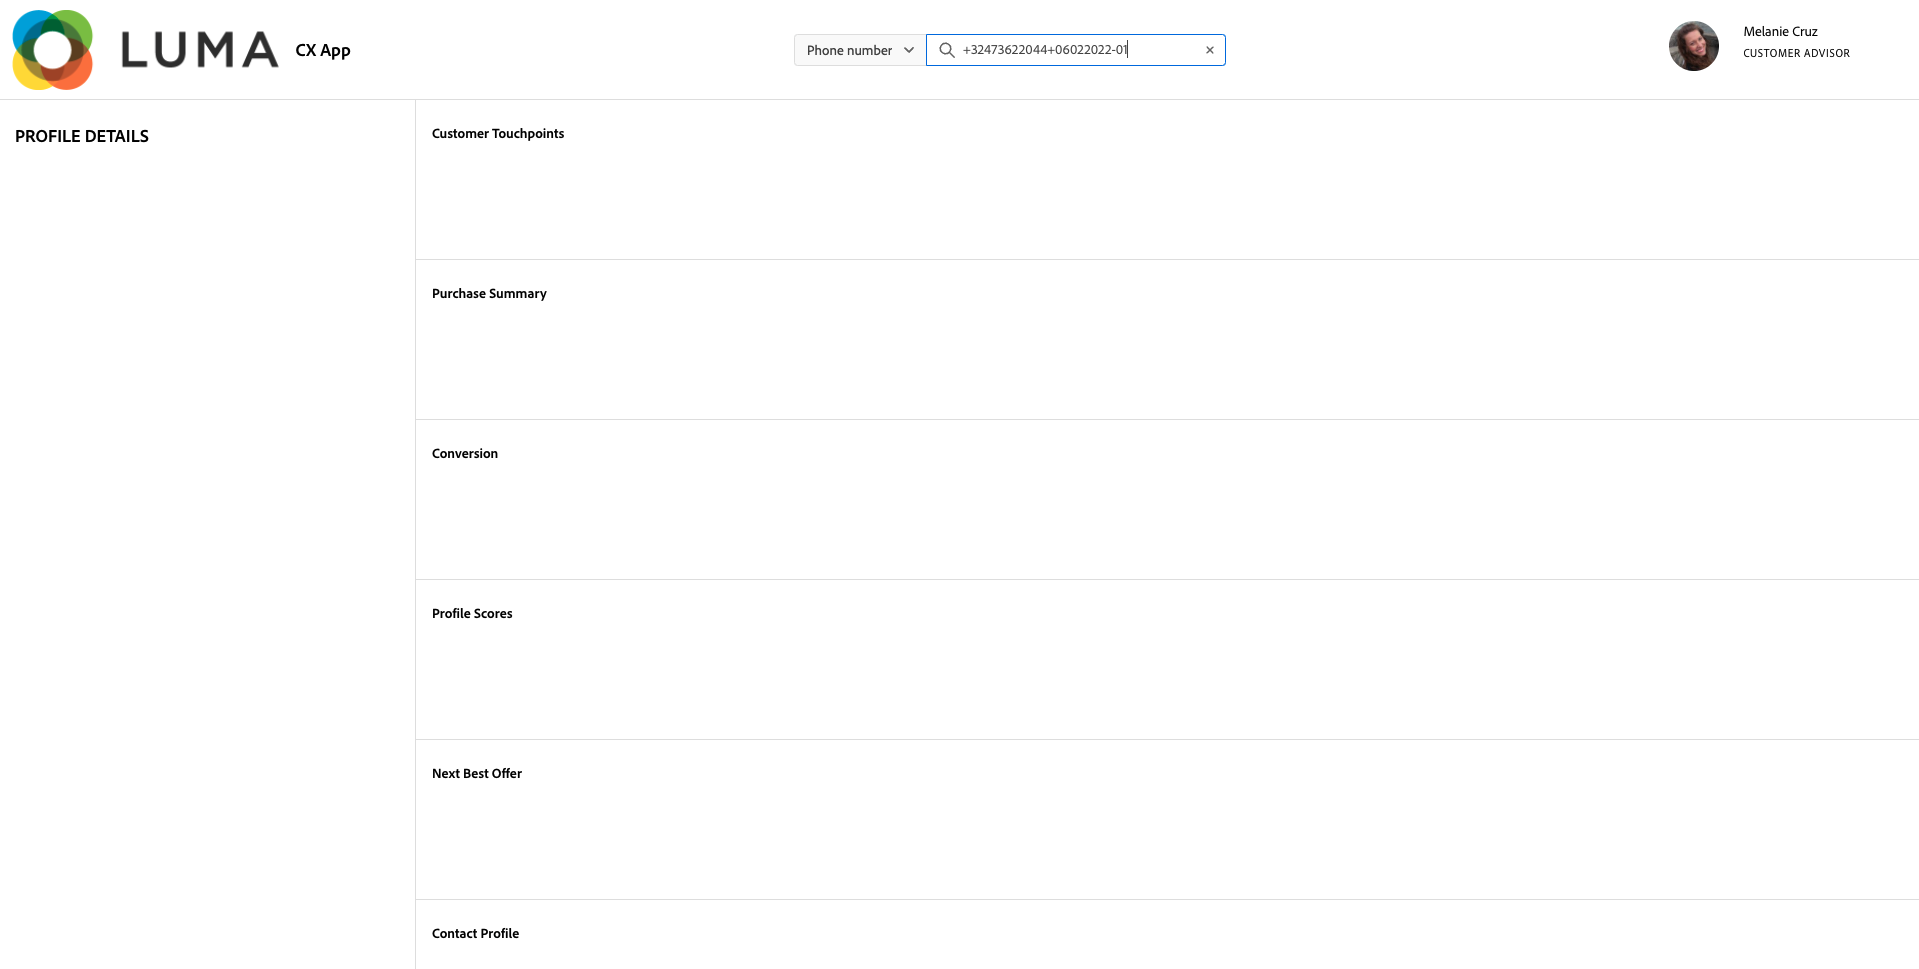 LUMA CX App
Phone number
+32473622044+06022022-01
Melanie Cruz
CUSTOMER ADVISOR
PROFILE DETAILS
Customer Touchpoints
Purchase Summary
Conversion
Profile Scores
Next Best Offer
Contact Profile